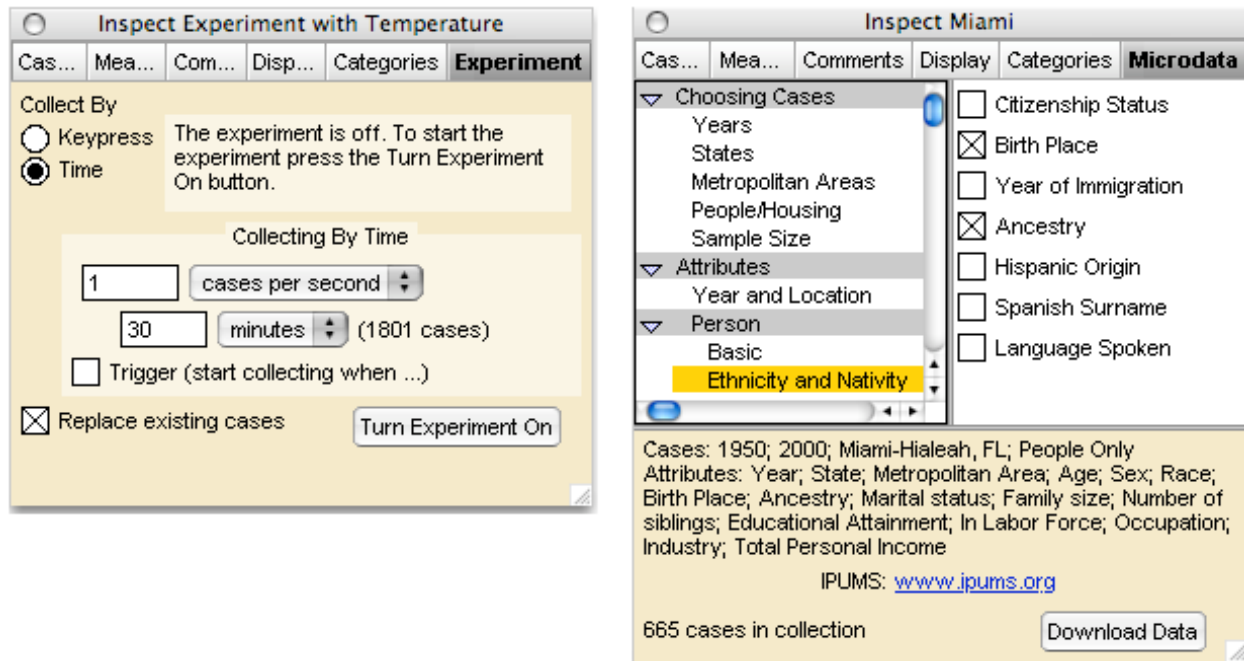 Inspect Experiment with Temperature
Cas... Mea... Com... Disp... Categories Experiment
Collect By
Keypress
Time
The experiment is off. To start the
experiment press the Turn Experiment
On button.
Collecting By Time
1 cases per second
30 minutes (1801 cases)
Trigger (start collecting when ...)
Replace existing cases
Turn Experiment On
Inspect Miami
Cas... Mea... Comments Display Categories Microdata
Choosing Cases
Years
States
Metropolitan Areas
People/Housing
Sample Size
Attributes
Year and Location
Person
Basic
Ethnicity and Nativity
Citizenship Status
Birth Place
Year of Immigration
Ancestry
Hispanic Origin
Spanish Surname
Language Spoken
Cases: 1950; 2000; Miami-Hialeah, FL; People Only
Attributes: Year; State; Metropolitan Area; Age; Sex; Race;
Birth Place; Ancestry; Marital status; Family size; Number of
siblings; Educational Attainment; In Labor Force; Occupation;
Industry; Total Personal Income
IPUMS: www.ipums.org
665 cases in collection
Download Data